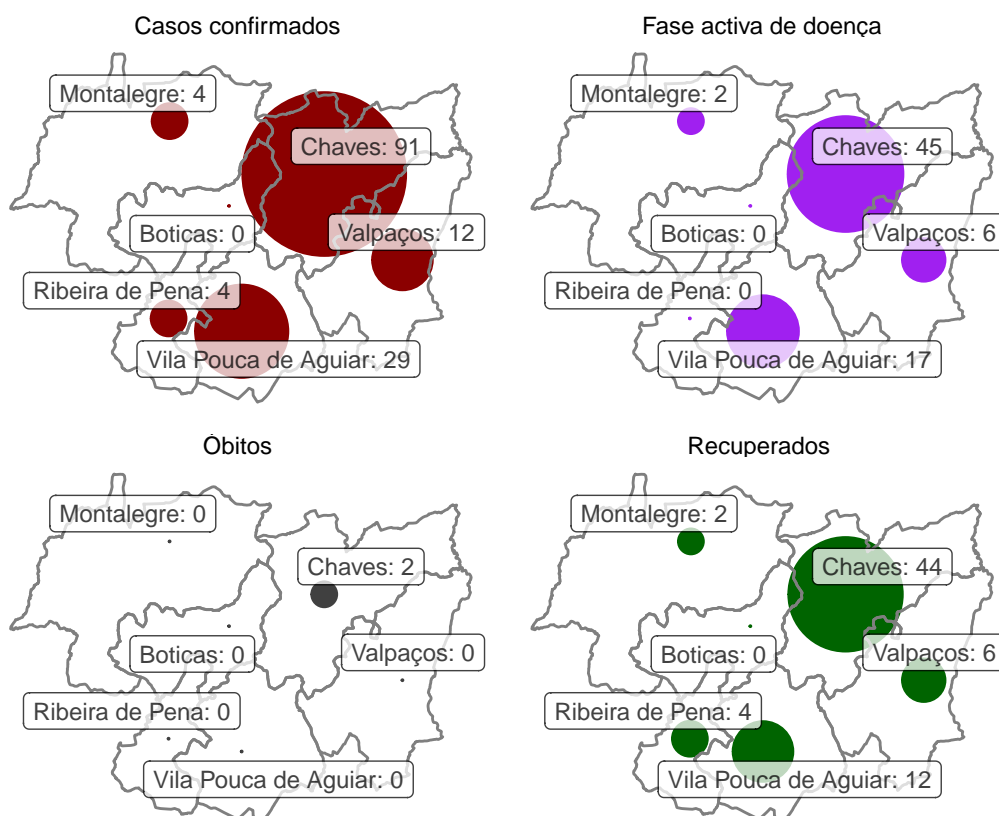 Casos confirmados
Montalegre: 4
Chaves: 91
Boticas: 0
Valpaços: 12
Ribeira de Pena: 4
Vila Pouca de Aguiar: 29
Fase activa de doença
Montalegre: 2
Chaves: 45
Boticas: 0
Valpaços: 6
Ribeira de Pena: 0
Vila Pouca de Aguiar: 17
Óbitos
Montalegre: 0
Chaves: 2
Boticas: 0
Valpaços: 0
Ribeira de Pena: 0
Vila Pouca de Aguiar: 0
Recuperados
Montalegre: 2
Chaves: 44
Boticas: 0
Valpaços: 6
Ribeira de Pena: 4
Vila Pouca de Aguiar: 12